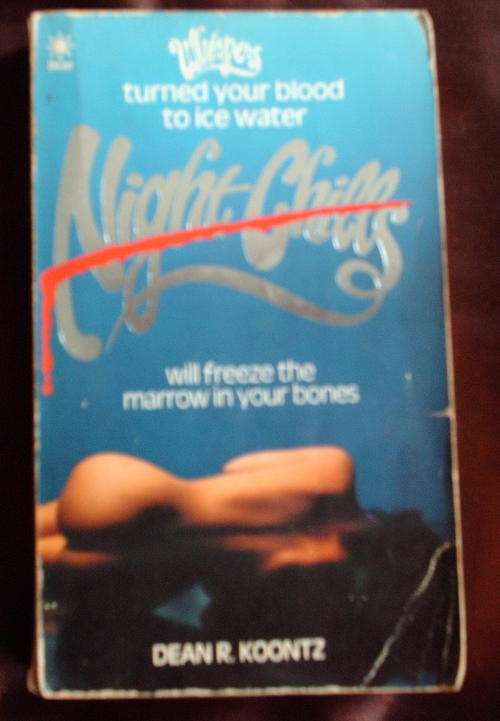 Whispers
turned your blood
to ice water
Night Chills
will freeze the
marrow in your bones
DEAN R. KOONTZ